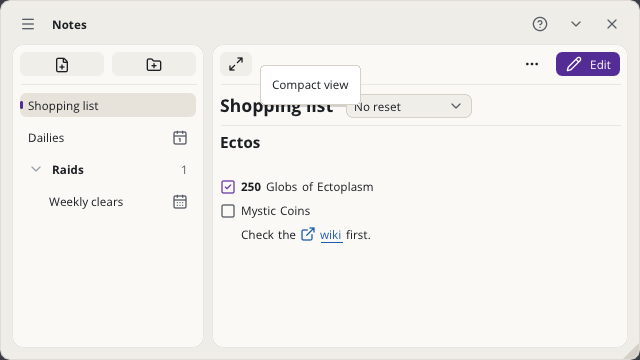 Notes
Edit
Compact view
Shopping list
No reset
Shopping list
Dailies
Raids
1
Weekly clears
Ectos
250 Globs of Ectoplasm
Mystic Coins
Check the wiki first.